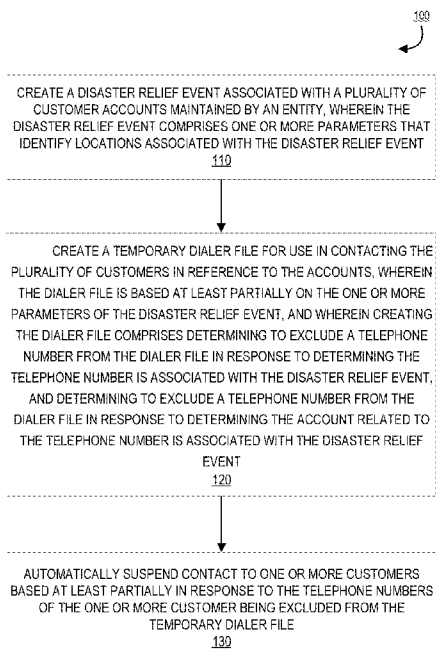 100
CREATE A DISASTER RELIEF EVENT ASSOCIATED WITH A PLURALITY OF
CUSTOMER ACCOUNTS MAINTAINED BY AN ENTITY, WHEREIN THE
DISASTER RELIEF EVENT COMPRISES ONE OR MORE PARAMETERS THAT
IDENTIFY LOCATIONS ASSOCIATED WITH THE DISASTER RELIEF EVENT
110
CREATE A TEMPORARY DIALER FILE FOR USE IN CONTACTING THE
PLURALITY OF CUSTOMERS IN REFERENCE TO THE ACCOUNTS, WHEREIN
THE DIALER FILE IS BASED AT LEAST PARTIALLY ON THE ONE OR MORE
PARAMETERS OF THE DISASTER RELIEF EVENT, AND WHEREIN CREATING
THE DIALER FILE COMPRISES DETERMINING TO EXCLUDE A TELEPHONE
NUMBER FROM THE DIALER FILE IN RESPONSE TO DETERMINING THE
TELEPHONE NUMBER IS ASSOCIATED WITH THE DISASTER RELIEF EVENT,
AND DETERMINING TO EXCLUDE A TELEPHONE NUMBER FROM THE
DIALER FILE IN RESPONSE TO DETERMINING THE ACCOUNT RELATED TO
THE TELEPHONE NUMBER IS ASSOCIATED WITH THE DISASTER RELIEF
EVENT
120
AUTOMATICALLY SUSPEND CONTACT TO ONE OR MORE CUSTOMERS
BASED AT LEAST PARTIALLY IN RESPONSE TO THE TELEPHONE NUMBERS
OF THE ONE OR MORE CUSTOMER BEING EXCLUDED FROM THE
TEMPORARY DIALER FILE
130